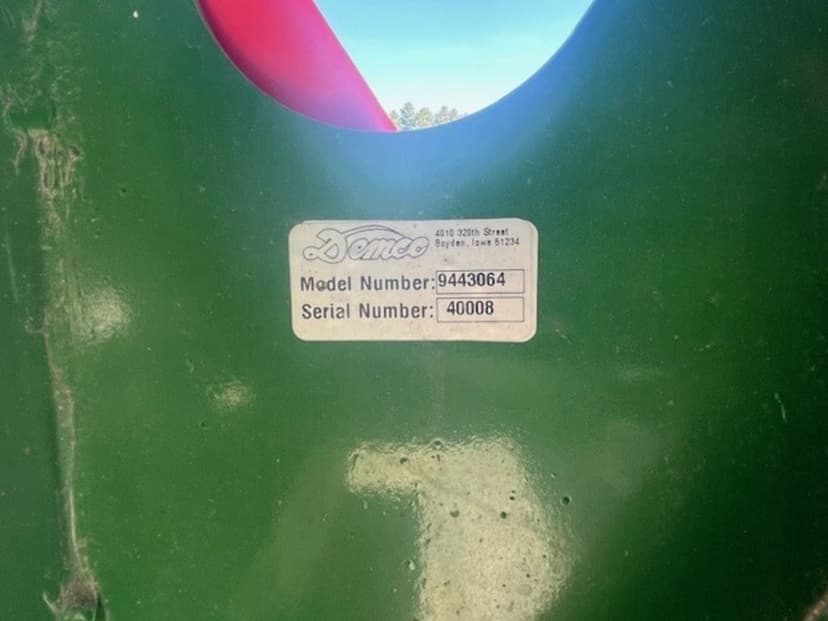 Demco
4010 320th Street
Boyden, Iowa 51234
Model Number: 9443064
Serial Number: 40008